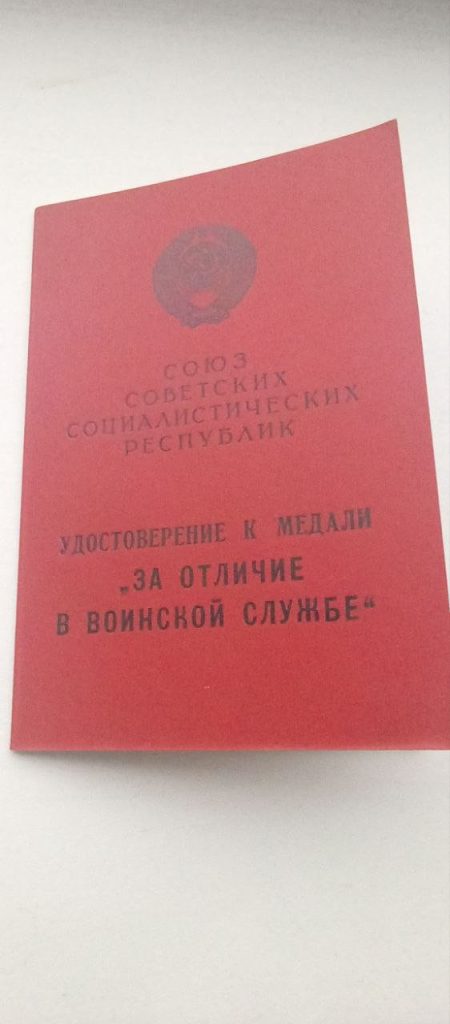 СОЮЗ
СОВЕТСКИХ
СОЦИАЛИСТИЧЕСКИХ
РЕСПУБЛИК
УДОСТОВЕРЕНИЕ К МЕДАЛИ
„ЗА ОТЛИЧИЕ
В ВОИНСКОЙ СЛУЖБЕ“